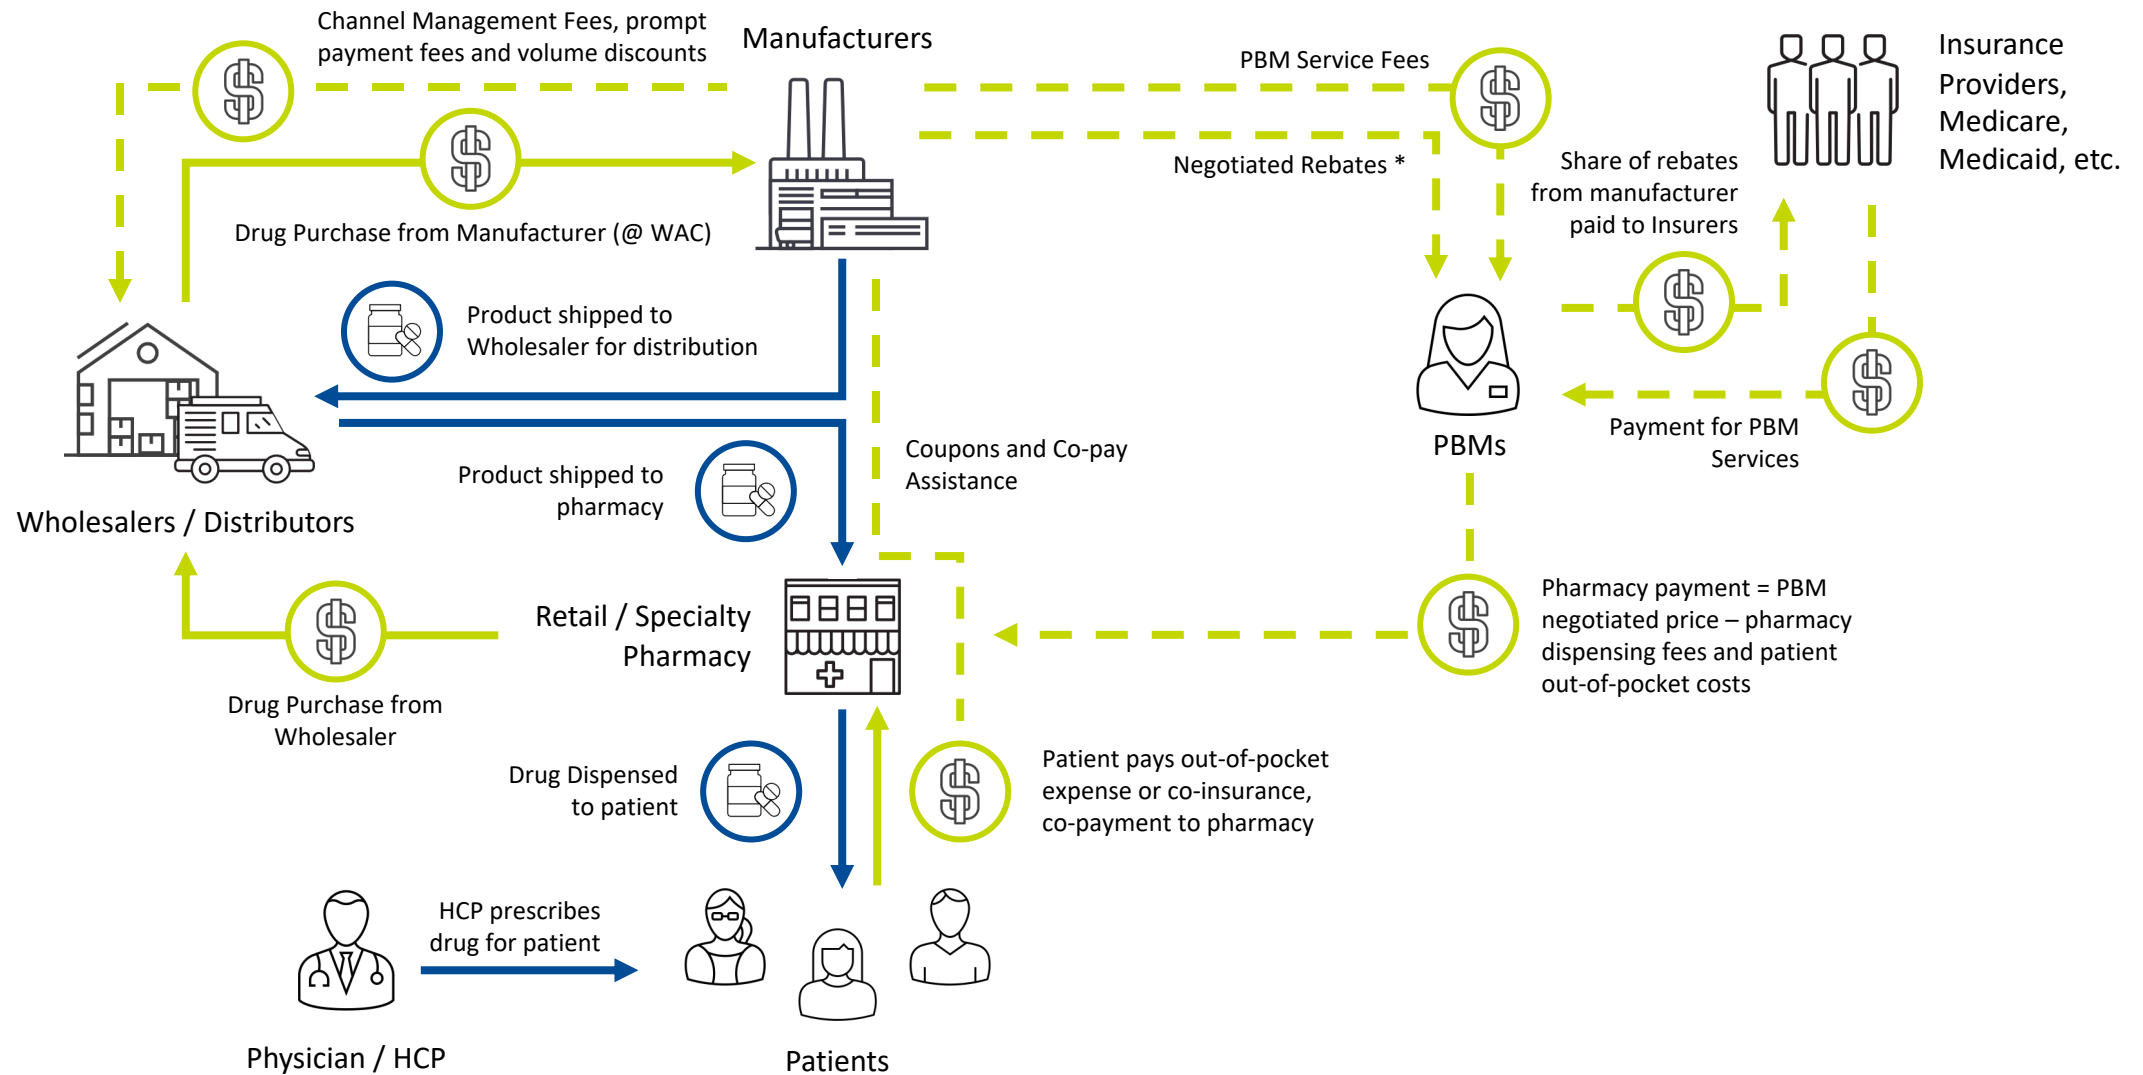 Channel Management Fees, prompt
payment fees and volume discounts
Manufacturers
PBM Service Fees
Insurance
Providers,
Medicare,
Medicaid, etc.
Negotiated Rebates *
Share of rebates
from manufacturer
paid to Insurers
Drug Purchase from Manufacturer (@ WAC)
Product shipped to
Wholesaler for distribution
PBMs
Payment for PBM
Services
Coupons and Co-pay
Assistance
Product shipped to
pharmacy
Wholesalers / Distributors
Retail / Specialty
Pharmacy
Pharmacy payment = PBM
negotiated price – pharmacy
dispensing fees and patient
out-of-pocket costs
Drug Purchase from
Wholesaler
Drug Dispensed
to patient
Patient pays out-of-pocket
expense or co-insurance,
co-payment to pharmacy
HCP prescribes
drug for patient
Physician / HCP
Patients